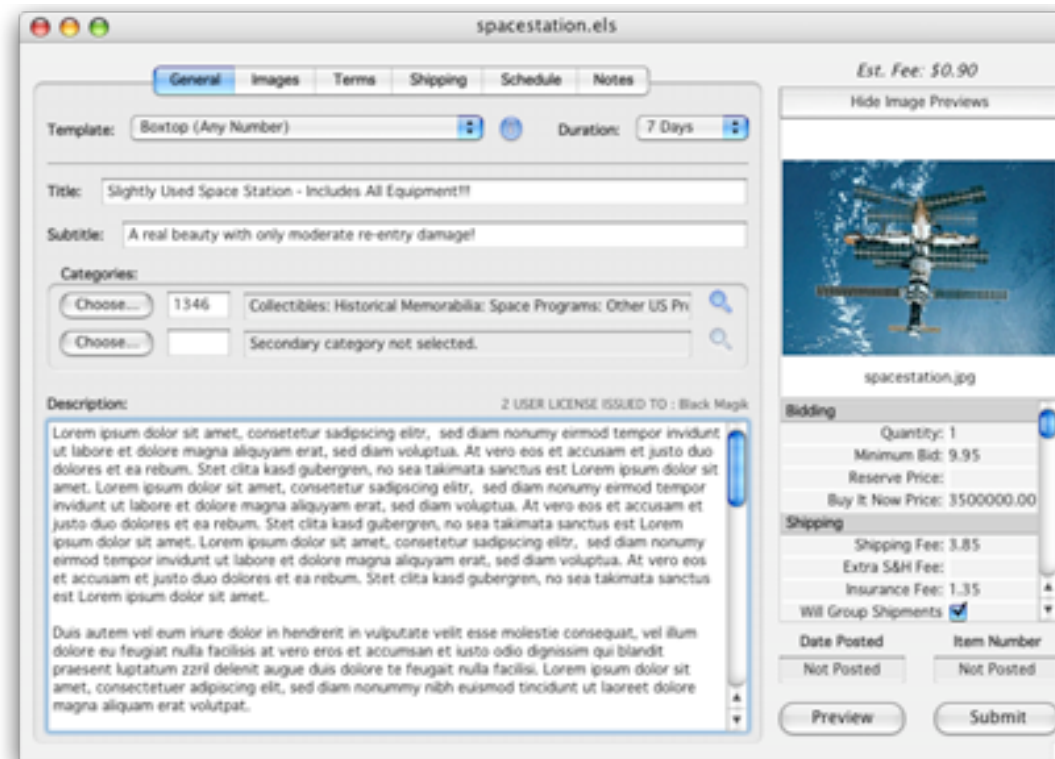 spacestation.els
General Images Terms Shipping Schedule Notes
Template: Boxtop (Any Number) Duration: 7 Days
Title: Slightly Used Space Station - Includes All Equipment!!!
Subtitle: A real beauty with only moderate re-entry damage!
Categories:
Choose... 1346 Collectibles: Historical Memorabilia: Space Programs: Other US Pr
Choose... Secondary category not selected.
Description: 2 USER LICENSE ISSUED TO : Black Magik
Lorem ipsum dolor sit amet, consetetur sadipscing elitr, sed diam nonumy eirmod tempor invidunt
ut labore et dolore magna aliquyam erat, sed diam voluptua. At vero eos et accusam et justo duo
dolores et ea rebum. Stet clita kasd gubergren, no sea takimata sanctus est Lorem ipsum dolor sit
amet. Lorem ipsum dolor sit amet, consetetur sadipscing elitr, sed diam nonumy eirmod tempor
invidunt ut labore et dolore magna aliquyam erat, sed diam voluptua. At vero eos et accusam et
justo duo dolores et ea rebum. Stet clita kasd gubergren, no sea takimata sanctus est Lorem
ipsum dolor sit amet. Lorem ipsum dolor sit amet, consetetur sadipscing elitr, sed diam nonumy
eirmod tempor invidunt ut labore et dolore magna aliquyam erat, sed diam voluptua. At vero eos
et accusam et justo duo dolores et ea rebum. Stet clita kasd gubergren, no sea takimata sanctus
est Lorem ipsum dolor sit amet.
Duis autem vel eum iriure dolor in hendrerit in vulputate velit esse molestie consequat, vel illum
dolore eu feugiat nulla facilisis at vero eros et accumsan et iusto odio dignissim qui blandit
praesent luptatum zzril delenit augue duis dolore te feugait nulla facilisi. Lorem ipsum dolor sit
amet, consectetuer adipiscing elit, sed diam nonummy nibh euismod tincidunt ut laoreet dolore
magna aliquam erat volutpat.
Est. Fee: $0.90
Hide Image Previews
spacestation.jpg
Bidding
Quantity: 1
Minimum Bid: 9.95
Reserve Price:
Buy It Now Price: 3500000.00
Shipping
Shipping Fee: 3.85
Extra S&H Fee:
Insurance Fee: 1.35
Will Group Shipments
Date Posted Item Number
Not Posted Not Posted
Preview Submit